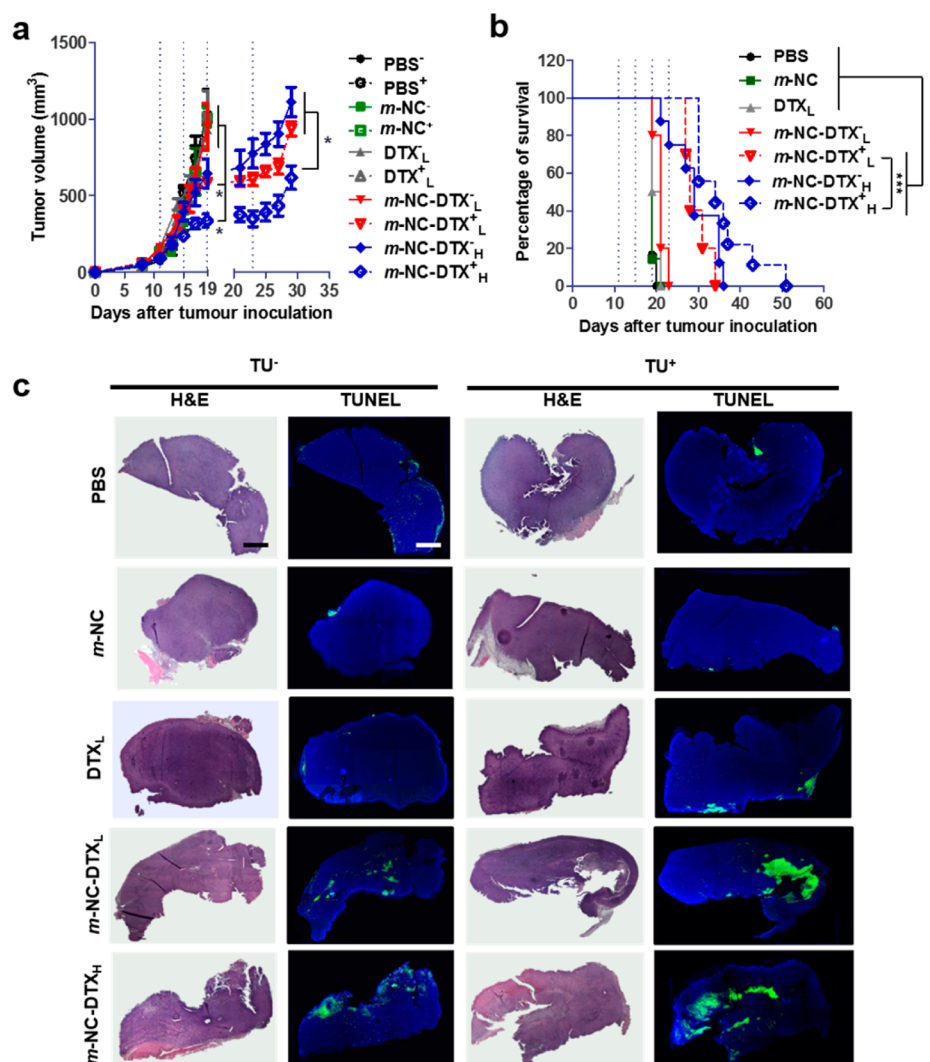 a
1500
1000
500
0
Tumor volume (mm³)
0 5 10 15 19 20 25 30 35
Days after tumour inoculation
PBS⁻
PBS⁺
m-NC⁻
m-NC⁺
DTX⁻L
DTX⁺L
m-NC-DTX⁻L
m-NC-DTX⁺L
m-NC-DTX⁻H
m-NC-DTX⁺H
*
*
*
b
120
100
80
60
40
20
0
Percentage of survival
0 10 20 30 40 50 60
Days after tumour inoculation
PBS
m-NC
DTXL
m-NC-DTX⁻L
m-NC-DTX⁺L
m-NC-DTX⁻H
m-NC-DTX⁺H
***
c
TU⁻ TU⁺
H&E TUNEL H&E TUNEL
PBS
m-NC
DTXL
m-NC-DTXL
m-NC-DTXH